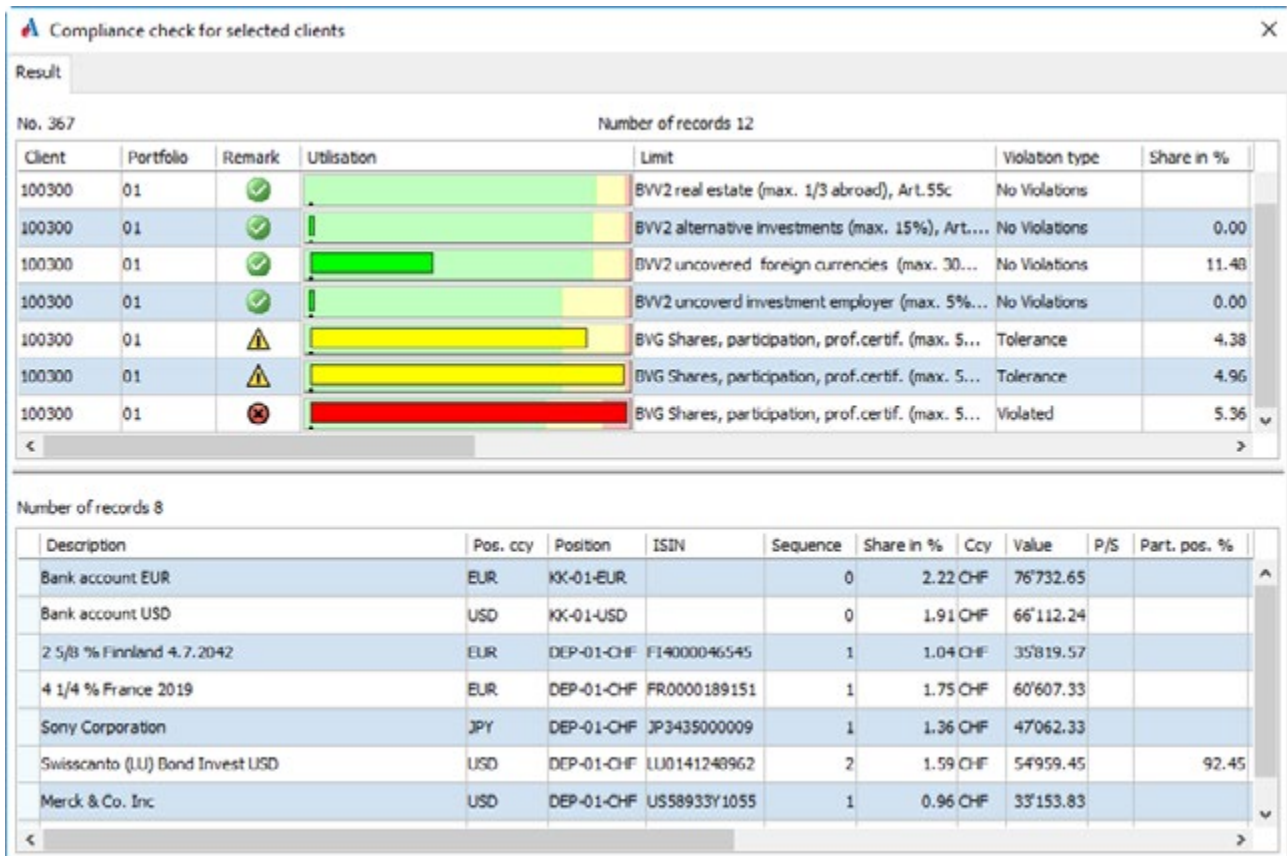 Compliance check for selected clients
Result
No. 367 Number of records 12
Client Portfolio Remark Utilisation Limit Violation type Share in %
100300 01 BVV2 real estate (max. 1/3 abroad), Art.55c No Violations
100300 01 BVV2 alternative investments (max. 15%), Art.... No Violations 0.00
100300 01 BVV2 uncovered foreign currencies (max. 30... No Violations 11.48
100300 01 BVV2 uncoverd investment employer (max. 5%... No Violations 0.00
100300 01 BVG Shares, participation, prof.certif. (max. 5... Tolerance 4.38
100300 01 BVG Shares, participation, prof.certif. (max. 5... Tolerance 4.96
100300 01 BVG Shares, participation, prof.certif. (max. 5... Violated 5.36
Number of records 8
Description Pos. ccy Position ISIN Sequence Share in % Ccy Value P/S Part. pos. %
Bank account EUR EUR KK-01-EUR 0 2.22 CHF 76'732.65
Bank account USD USD KK-01-USD 0 1.91 CHF 66'112.24
2 5/8 % Finnland 4.7.2042 EUR DEP-01-CHF FI4000046545 1 1.04 CHF 35'819.57
4 1/4 % France 2019 EUR DEP-01-CHF FR0000189151 1 1.75 CHF 60'607.33
Sony Corporation JPY DEP-01-CHF JP3435000009 1 1.36 CHF 47'062.33
Swisscanto (LU) Bond Invest USD USD DEP-01-CHF LU0141248962 2 1.59 CHF 54'959.45 92.45
Merck & Co. Inc USD DEP-01-CHF US58933Y1055 1 0.96 CHF 33'153.83